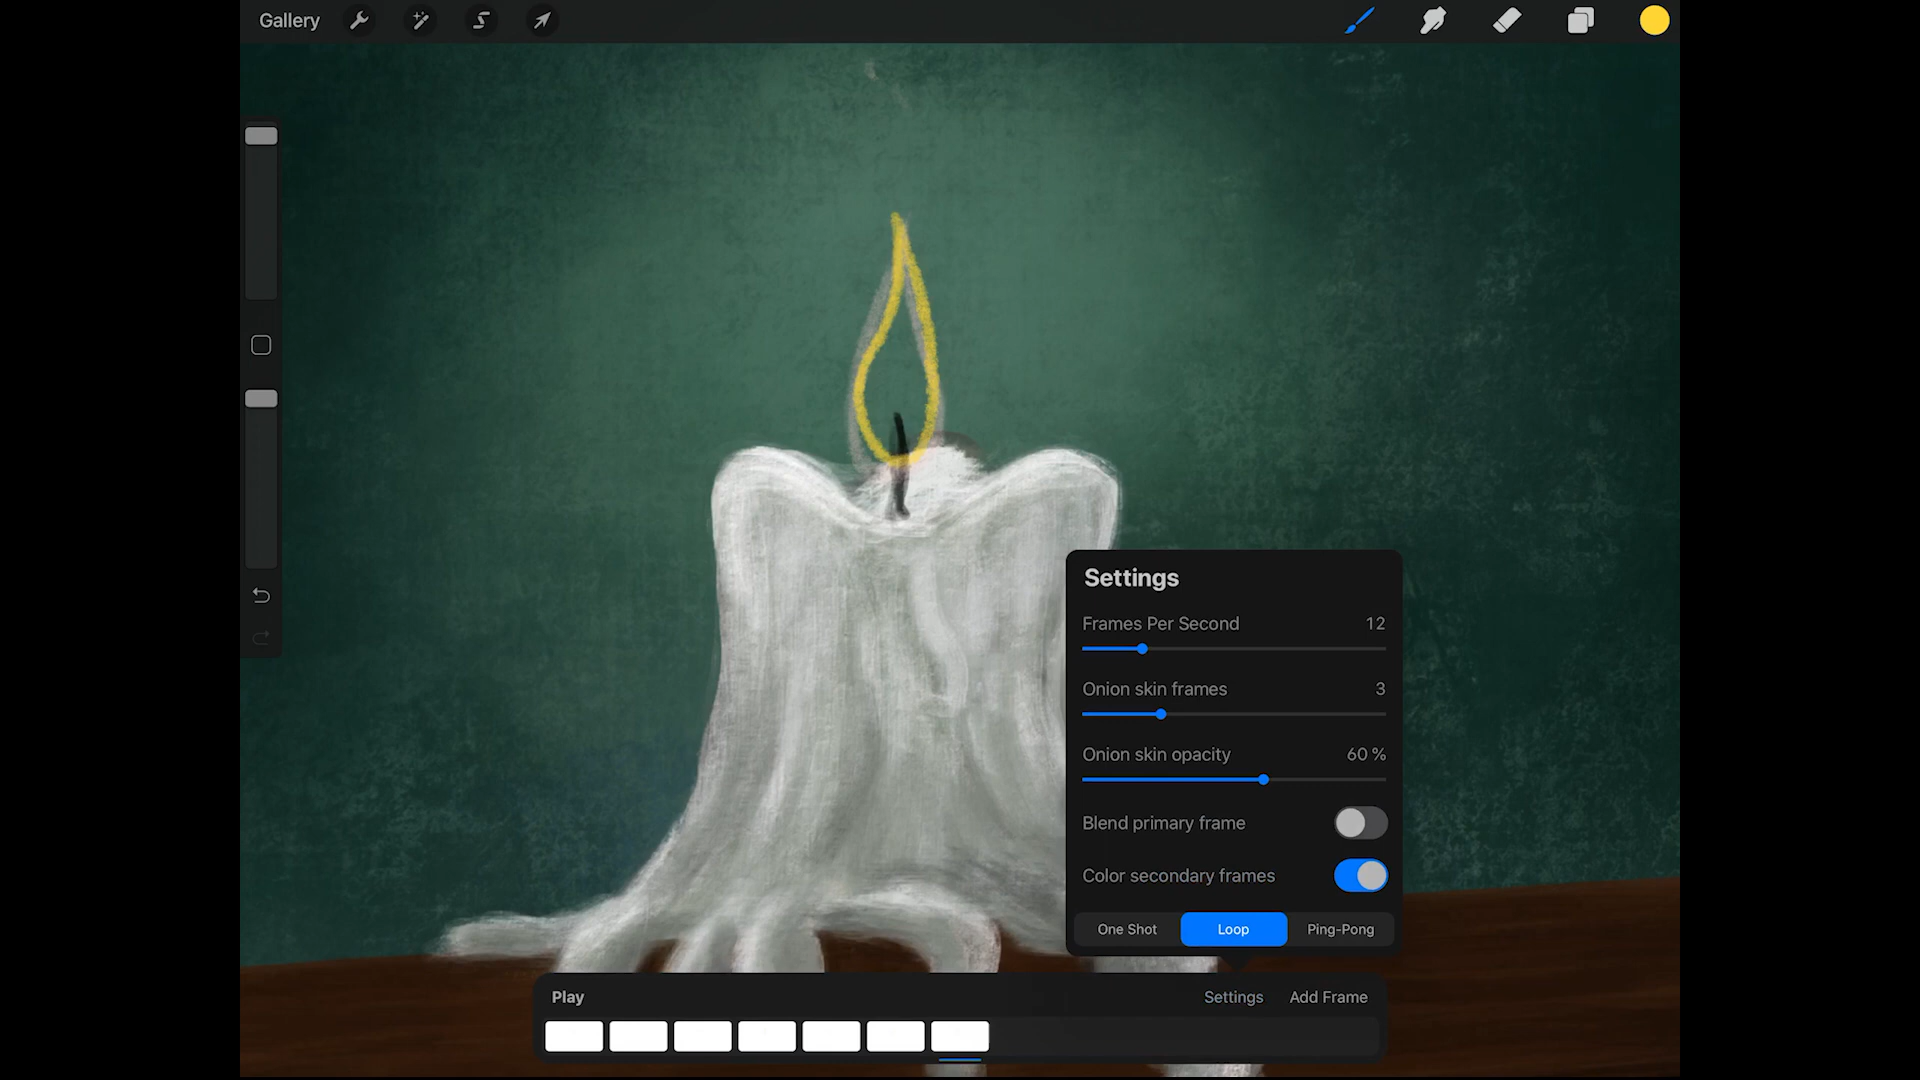 Gallery
Settings
Frames Per Second 12
Onion skin frames 3
Onion skin opacity 60 %
Blend primary frame
Color secondary frames
One Shot Loop Ping-Pong
Play Settings Add Frame